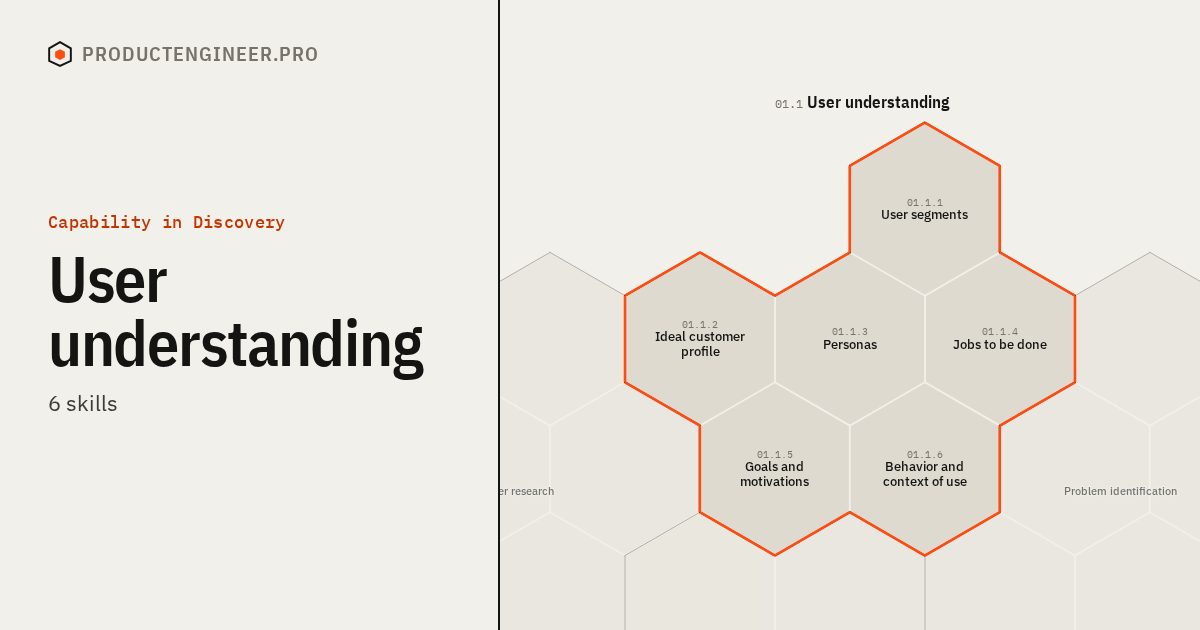 PRODUCTENGINEER.PRO
Capability in Discovery
User
understanding
6 skills
01.1 User understanding
01.1.1
User segments
01.1.2
Ideal customer
profile
01.1.3
Personas
01.1.4
Jobs to be done
01.1.5
Goals and
motivations
01.1.6
Behavior and
context of use
er research
Problem identification